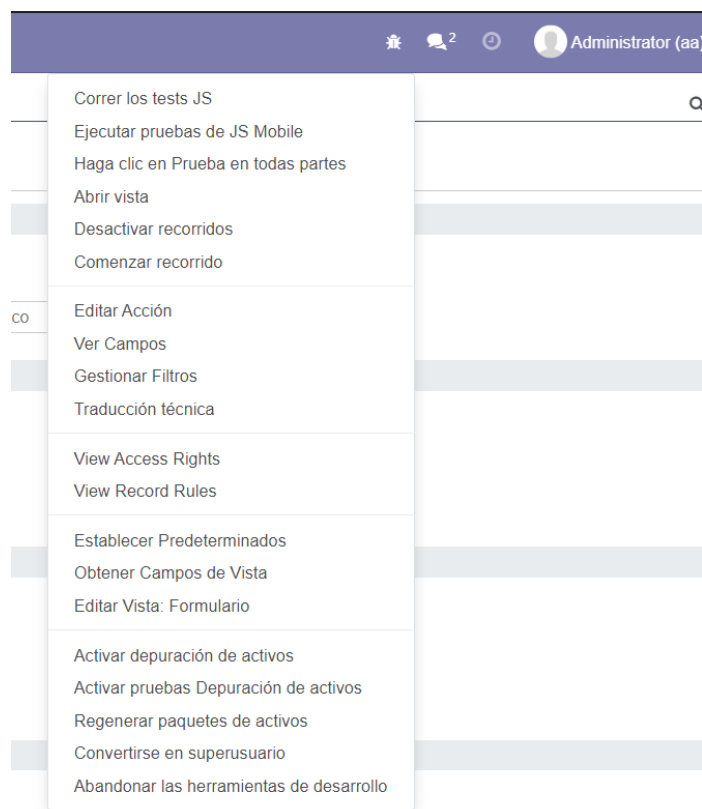 2
Administrator (aa)
Correr los tests JS
Ejecutar pruebas de JS Mobile
Haga clic en Prueba en todas partes
Abrir vista
Desactivar recorridos
Comenzar recorrido
Editar Acción
co
Ver Campos
Gestionar Filtros
Traducción técnica
View Access Rights
View Record Rules
Establecer Predeterminados
Obtener Campos de Vista
Editar Vista: Formulario
Activar depuración de activos
Activar pruebas Depuración de activos
Regenerar paquetes de activos
Convertirse en superusuario
Abandonar las herramientas de desarrollo